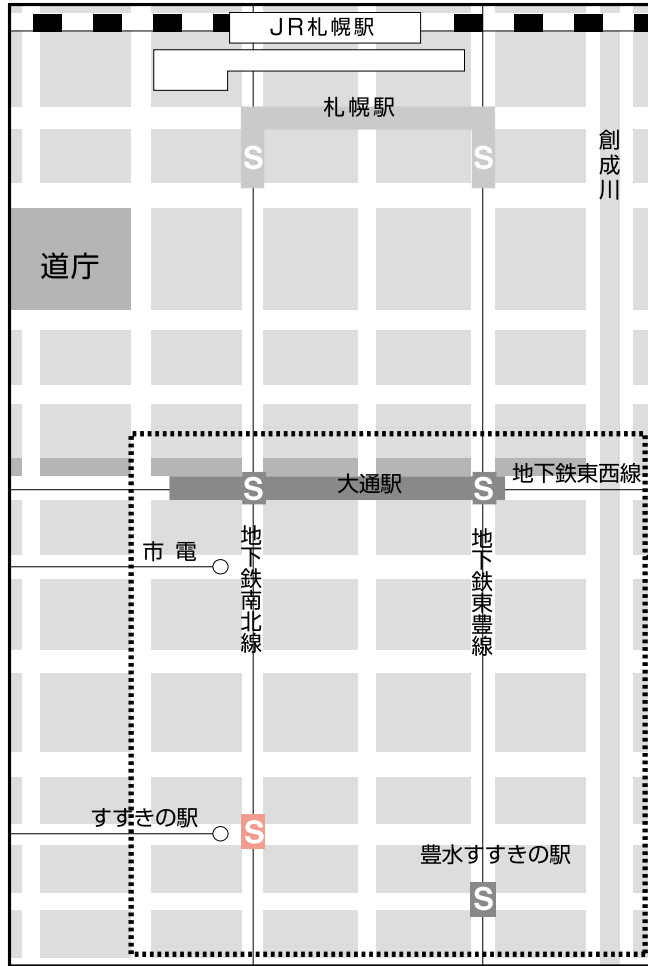 JR札幌駅
札幌駅
S
S
創成川
道庁
S
大通駅
S
地下鉄東西線
市電
地下鉄南北線
地下鉄東豊線
すすきの駅
S
豊水すすきの駅
S